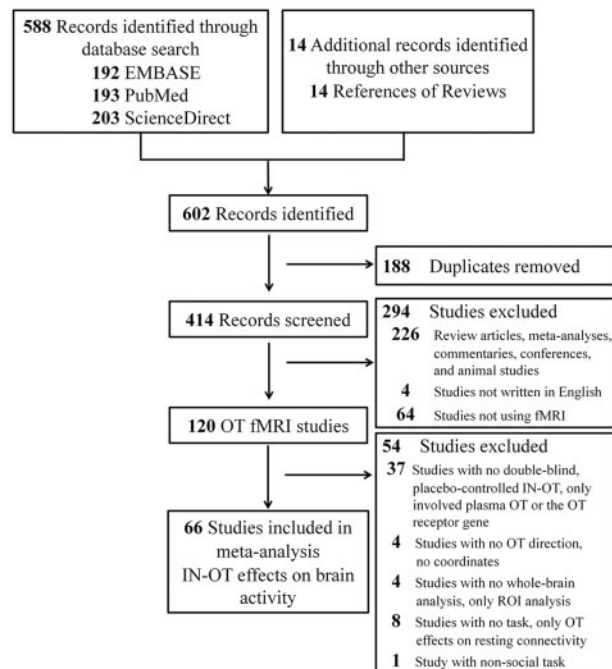 588 Records identified through
database search
192 EMBASE
193 PubMed
203 ScienceDirect
14 Additional records identified
through other sources
14 References of Reviews
602 Records identified
188 Duplicates removed
414 Records screened
294 Studies excluded
226 Review articles, meta-analyses,
commentaries, conferences,
and animal studies
4 Studies not written in English
64 Studies not using fMRI
120 OT fMRI studies
54 Studies excluded
37 Studies with no double-blind,
placebo-controlled IN-OT, only
involved plasma OT or the OT
receptor gene
4 Studies with no OT direction,
no coordinates
4 Studies with no whole-brain
analysis, only ROI analysis
8 Studies with no task, only OT
effects on resting connectivity
1 Study with non-social task
66 Studies included in
meta-analysis
IN-OT effects on brain
activity